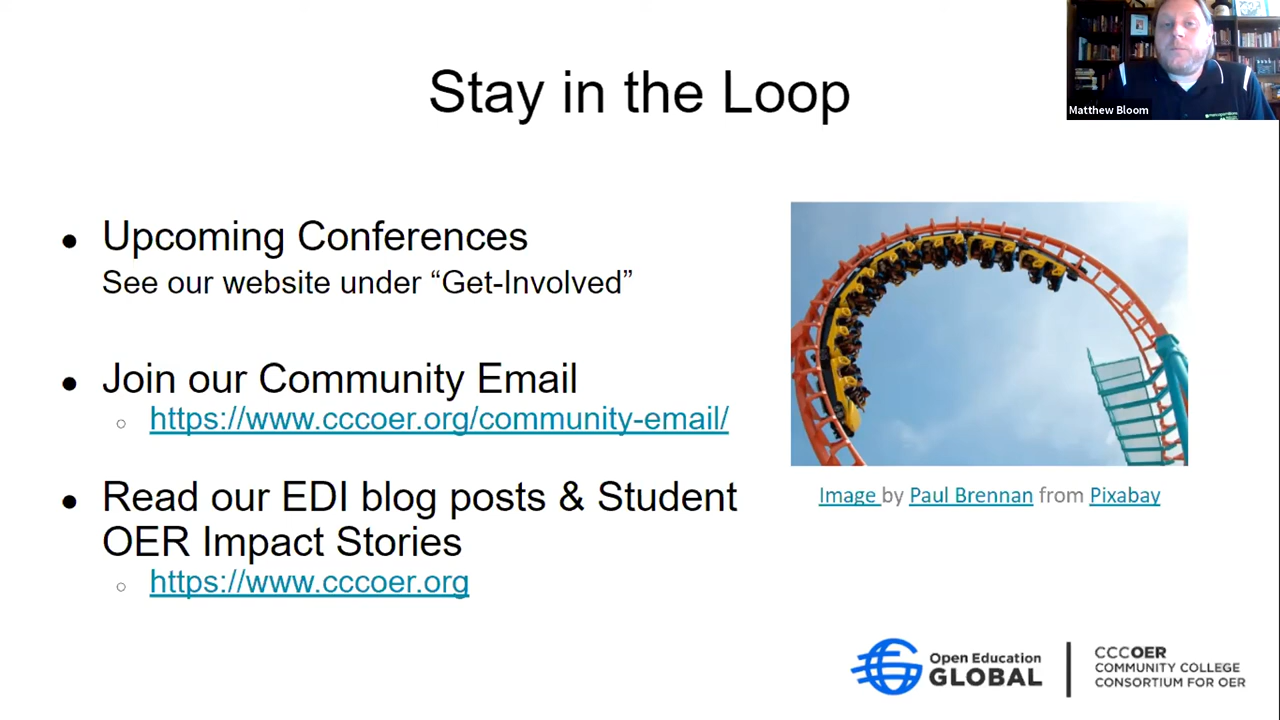 Stay in the Loop
Matthew Bloom
● Upcoming Conferences
See our website under “Get-Involved”
● Join our Community Email
○ https://www.cccoer.org/community-email/
● Read our EDI blog posts & Student
OER Impact Stories
○ https://www.cccoer.org
Image by Paul Brennan from Pixabay
Open Education
GLOBAL
CCCOER
COMMUNITY COLLEGE
CONSORTIUM FOR OER